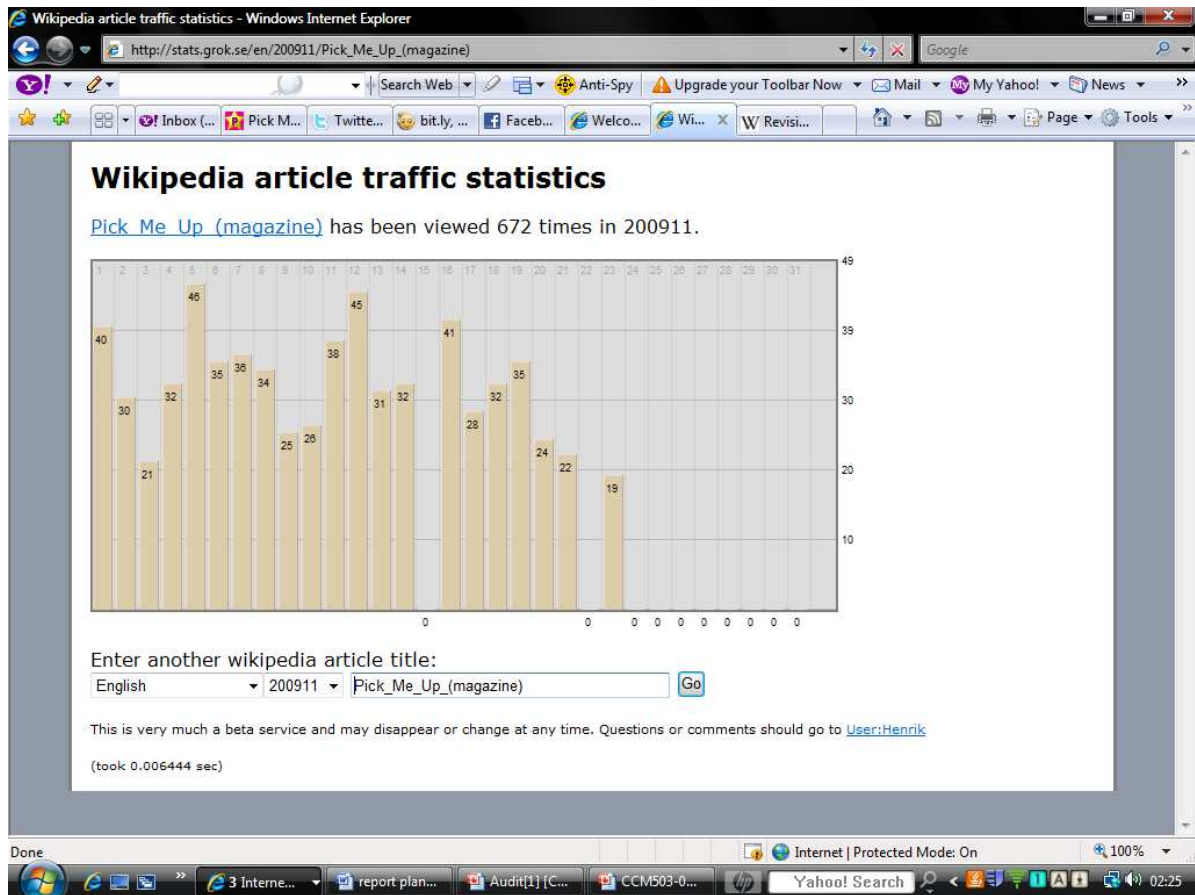 Wikipedia article traffic statistics - Windows Internet Explorer
http://stats.grok.se/en/200911/Pick_Me_Up_(magazine)
Google
Search Web
Anti-Spy
Upgrade your Toolbar Now
Mail
My Yahoo!
News
Inbox (...
Pick M...
Twitte...
bit.ly, ...
Faceb...
Welco...
Wi...
Revisi...
Page
Tools
Wikipedia article traffic statistics
Pick_Me_Up_(magazine) has been viewed 672 times in 200911.
1 2 3 4 5 6 7 8 9 10 11 12 13 14 15 16 17 18 19 20 21 22 23 24 25 26 27 28 29 30 31
49
39
30
20
10
40 30 21 32 46 35 36 34 25 26 38 45 31 32 0 41 28 32 35 24 22 0 19 0 0 0 0 0 0 0 0
Enter another wikipedia article title:
English 200911 Pick_Me_Up_(magazine) Go
This is very much a beta service and may disappear or change at any time. Questions or comments should go to User:Henrik
(took 0.006444 sec)
Done
Internet | Protected Mode: On
100%
3 Interne...
report plan...
Audit[1] [C...
CCM503-0...
hp
Yahoo! Search
02:25